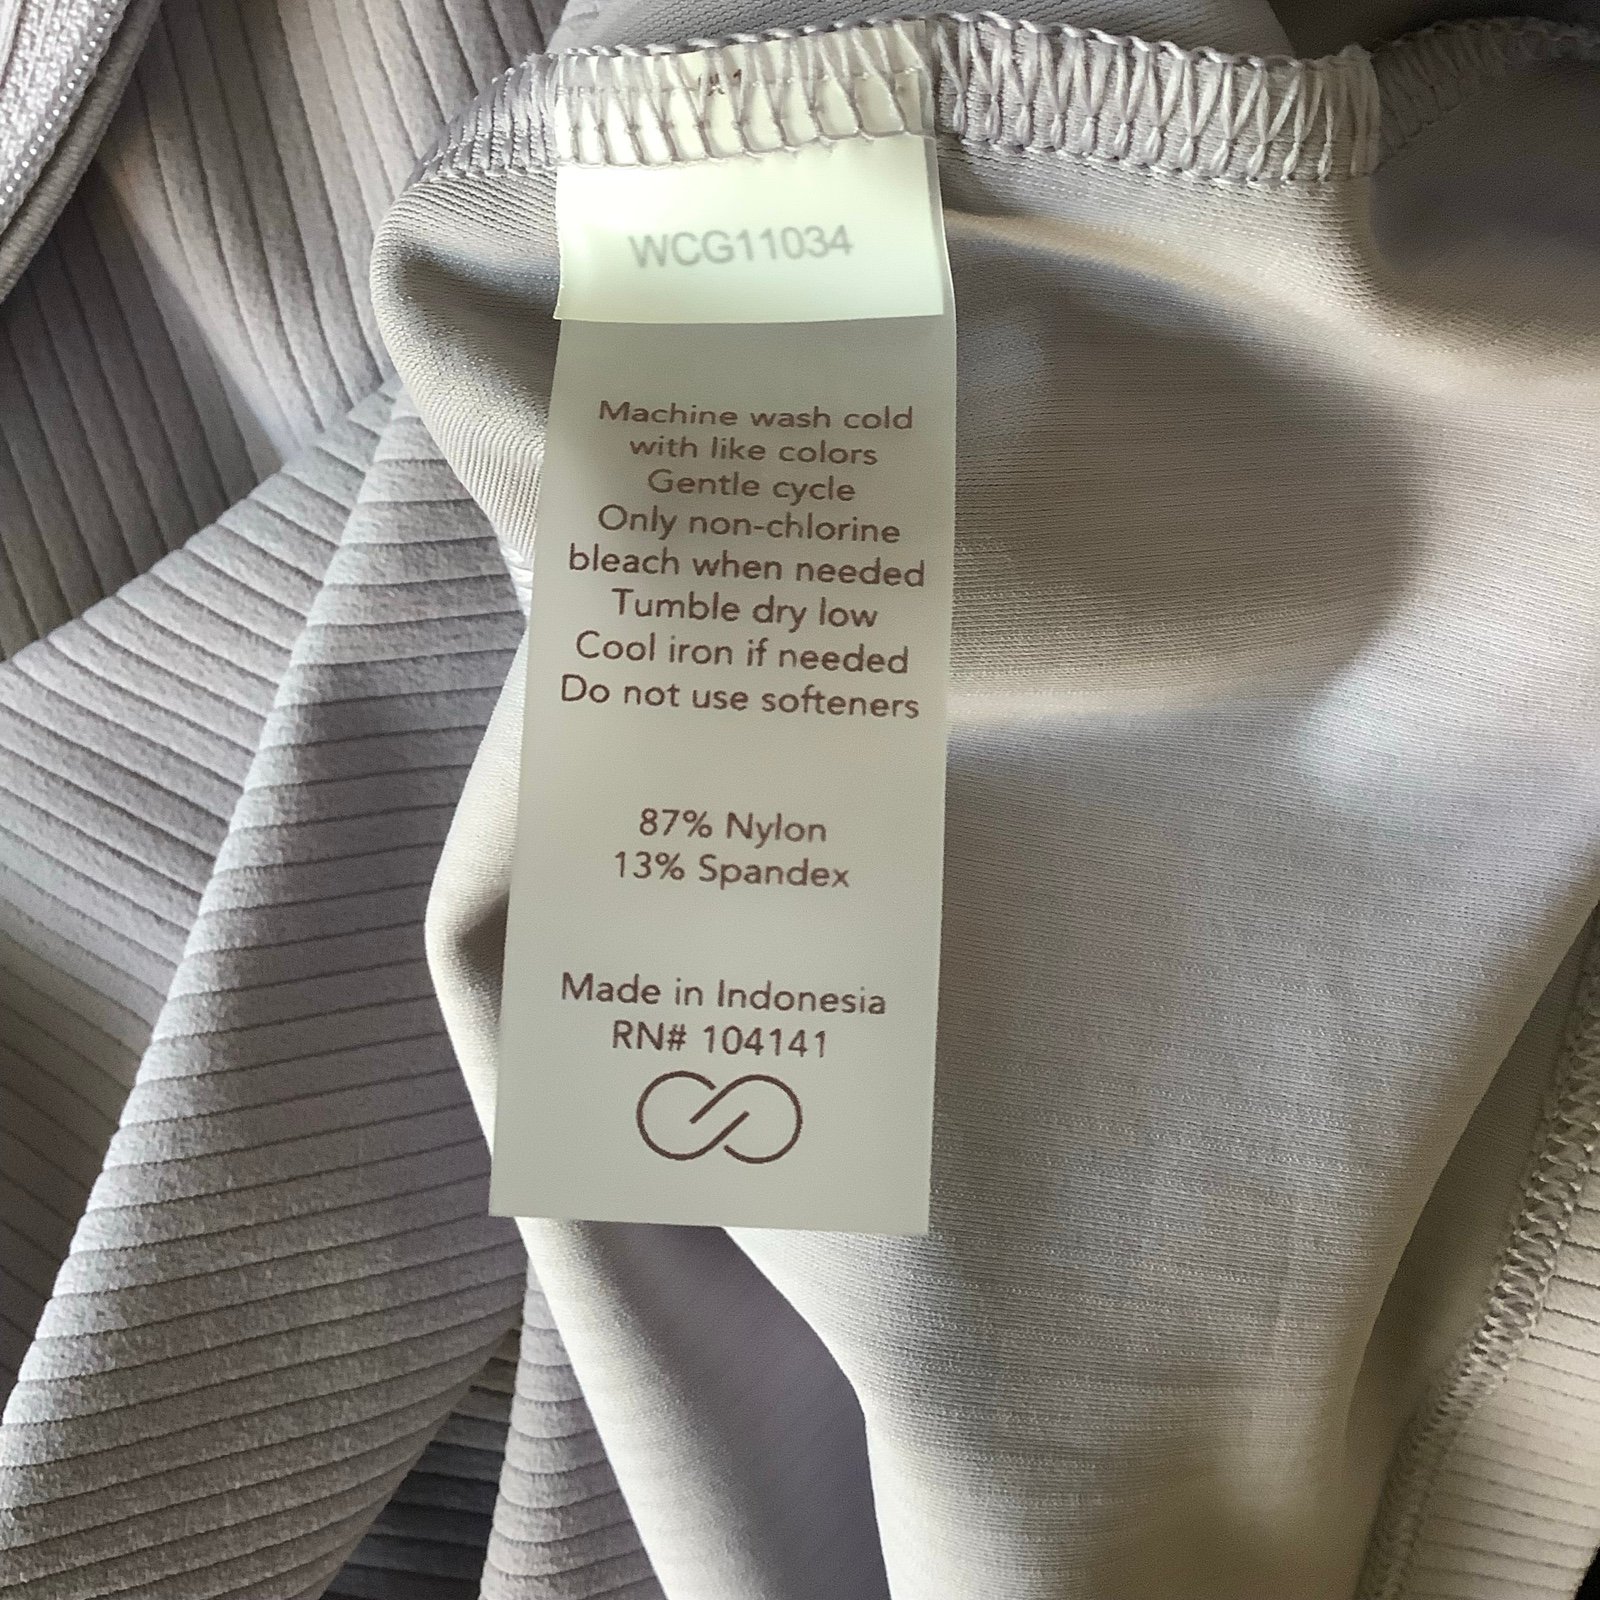 WCG11034
Machine wash cold
with like colors
Gentle cycle
Only non-chlorine
bleach when needed
Tumble dry low
Cool iron if needed
Do not use softeners
87% Nylon
13% Spandex
Made in Indonesia
RN# 104141